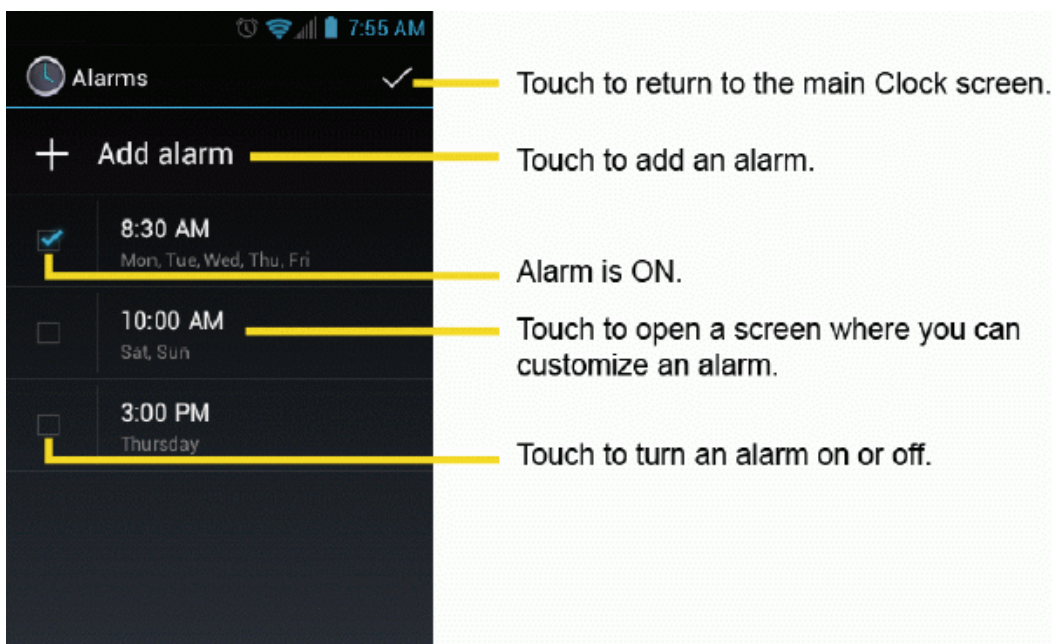 7:55 AM
Alarms
Touch to return to the main Clock screen.
Add alarm
Touch to add an alarm.
8:30 AM
Mon, Tue, Wed, Thu, Fri
Alarm is ON.
10:00 AM
Sat, Sun
Touch to open a screen where you can
customize an alarm.
3:00 PM
Thursday
Touch to turn an alarm on or off.